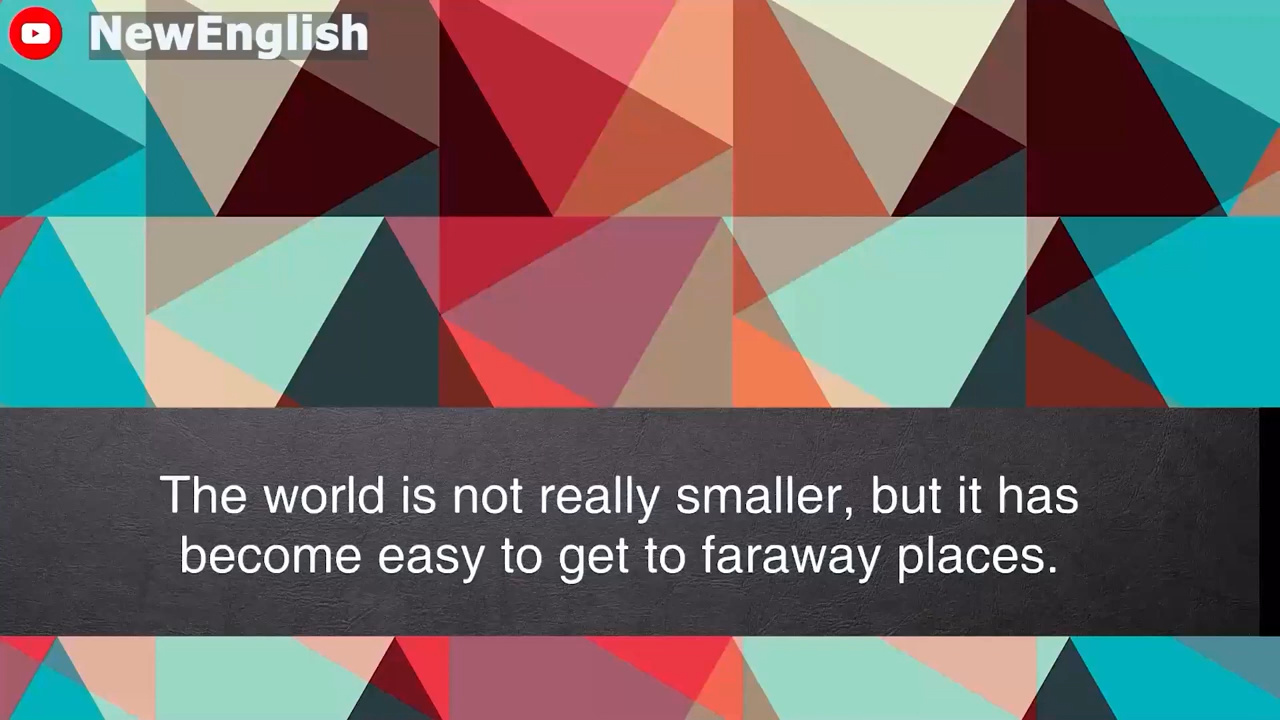 NewEnglish
The world is not really smaller, but it has
become easy to get to faraway places.